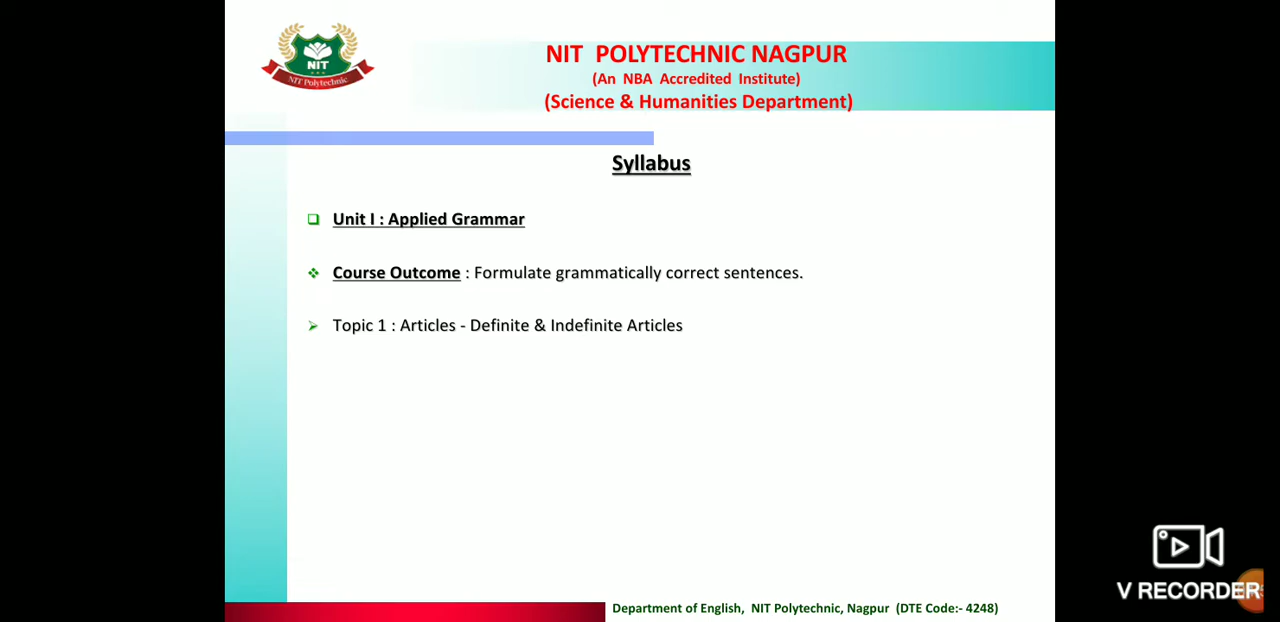 NIT
NIT Polytechnic
NIT POLYTECHNIC NAGPUR
(An NBA Accredited Institute)
(Science & Humanities Department)
Syllabus
Unit I : Applied Grammar
Course Outcome : Formulate grammatically correct sentences.
Topic 1 : Articles - Definite & Indefinite Articles
V RECORDER
Department of English, NIT Polytechnic, Nagpur (DTE Code:- 4248)